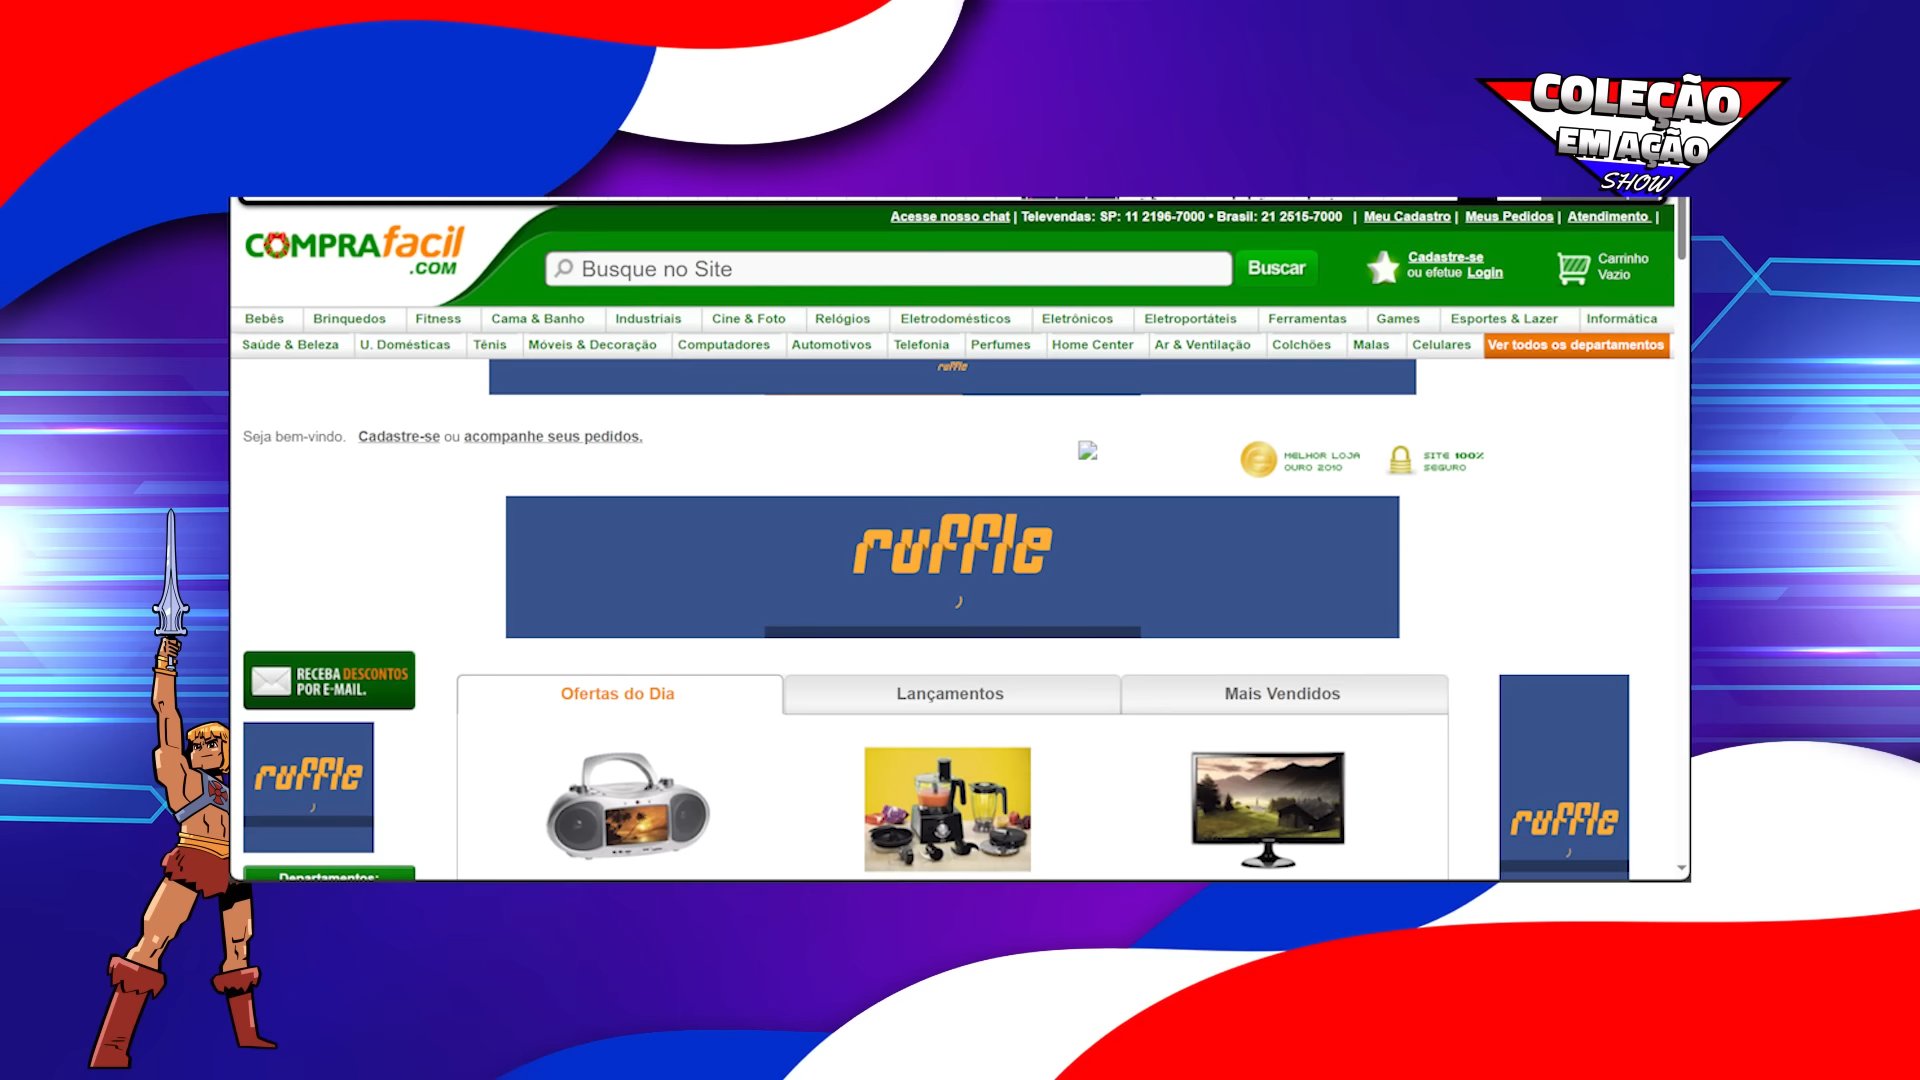 COLEÇÃO
EM AÇÃO
SHOW
Acesse nosso chat | Televendas: SP: 11 2196-7000 • Brasil: 21 2515-7000 | Meu Cadastro | Meus Pedidos | Atendimento |
COMPRAfacil
.COM
Busque no Site
Buscar
Cadastre-se
ou efetue Login
Carrinho
Vazio
Bebês Brinquedos Fitness Cama & Banho Industriais Cine & Foto Relógios Eletrodomésticos Eletrônicos Eletroportáteis Ferramentas Games Esportes & Lazer Informática
Saúde & Beleza U. Domésticas Tênis Móveis & Decoração Computadores Automotivos Telefonia Perfumes Home Center Ar & Ventilação Colchões Malas Celulares Ver todos os departamentos
ruffle
Seja bem-vindo. Cadastre-se ou acompanhe seus pedidos.
MELHOR LOJA
OURO 2010
SITE 100%
SEGURO
ruffle
RECEBA DESCONTOS
POR E-MAIL.
Ofertas do Dia Lançamentos Mais Vendidos
ruffle
ruffle
Departamentos: